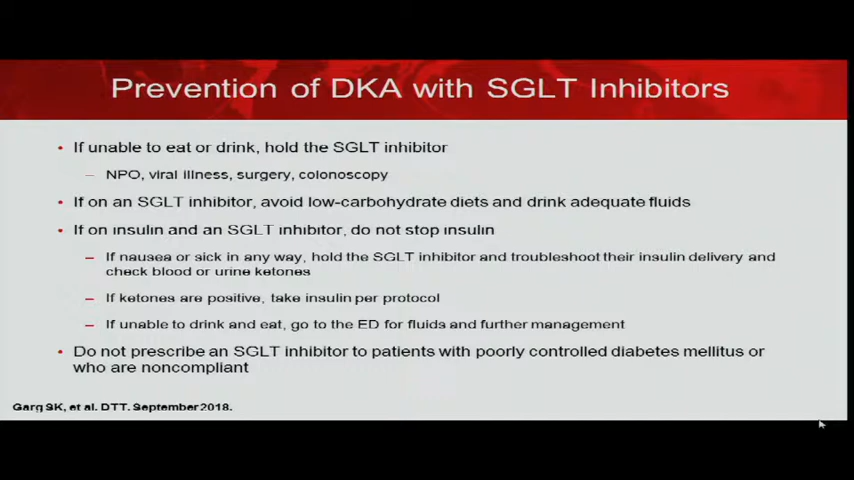 Prevention of DKA with SGLT Inhibitors
• If unable to eat or drink, hold the SGLT inhibitor
– NPO, viral illness, surgery, colonoscopy
• If on an SGLT inhibitor, avoid low-carbohydrate diets and drink adequate fluids
• If on insulin and an SGLT inhibitor, do not stop insulin
– If nausea or sick in any way, hold the SGLT inhibitor and troubleshoot their insulin delivery and
check blood or urine ketones
– If ketones are positive, take insulin per protocol
– If unable to drink and eat, go to the ED for fluids and further management
• Do not prescribe an SGLT inhibitor to patients with poorly controlled diabetes mellitus or
who are noncompliant
Garg SK, et al. DTT. September 2018.